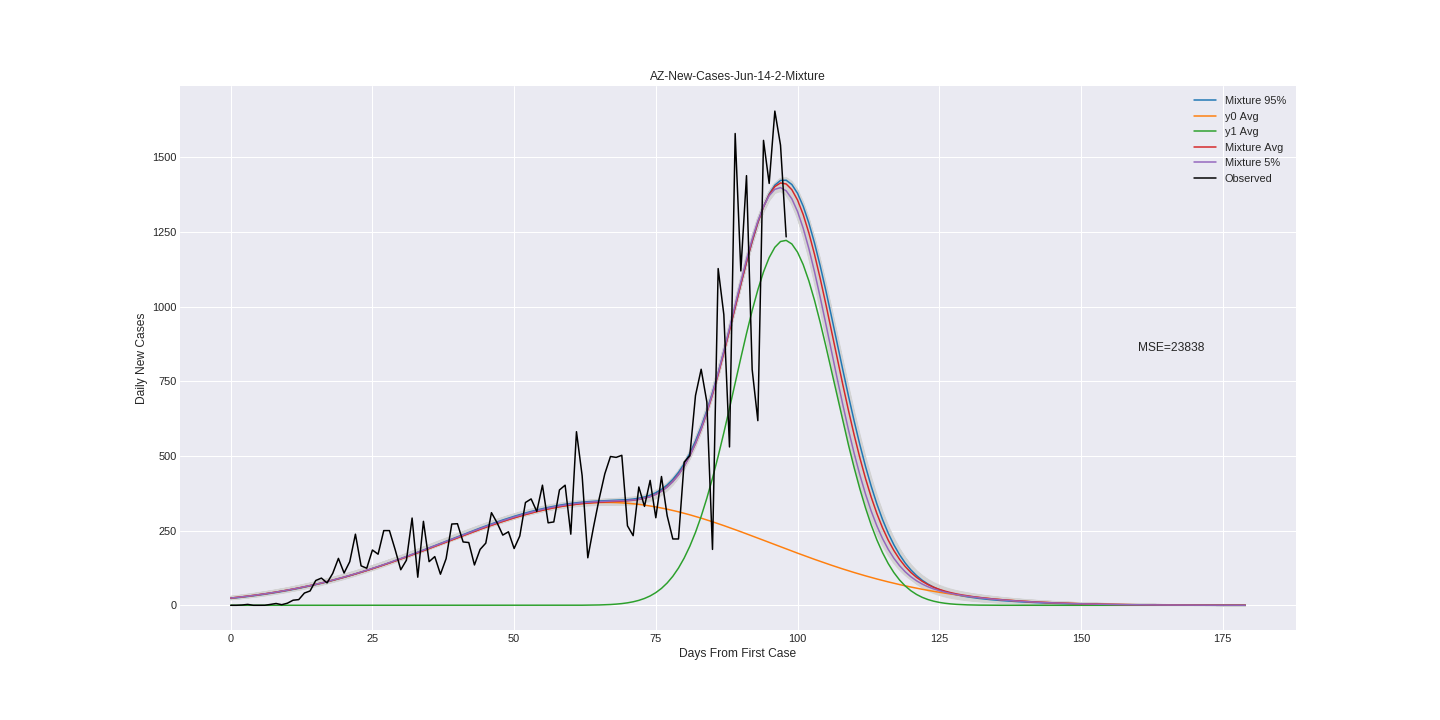 AZ-New-Cases-Jun-14-2-Mixture
Mixture 95%
y0 Avg
y1 Avg
Mixture Avg
Mixture 5%
Observed
1500
1250
1000
750
500
250
0
Daily New Cases
MSE=23838
0
25
50
75
100
125
150
175
Days From First Case